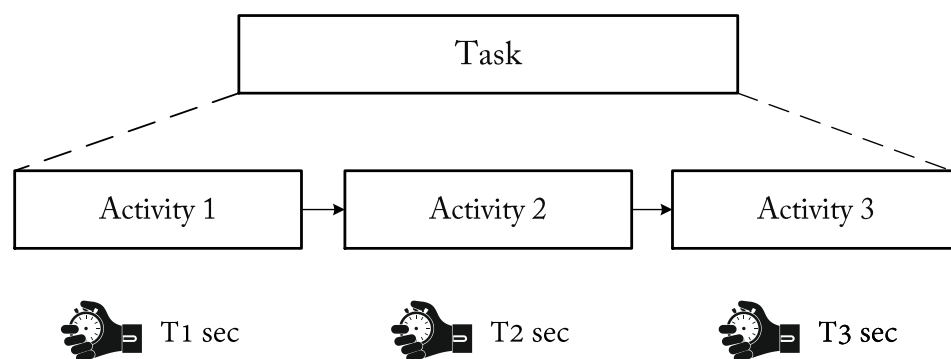 Task
Activity 1
Activity 2
Activity 3
T1 sec
T2 sec
T3 sec